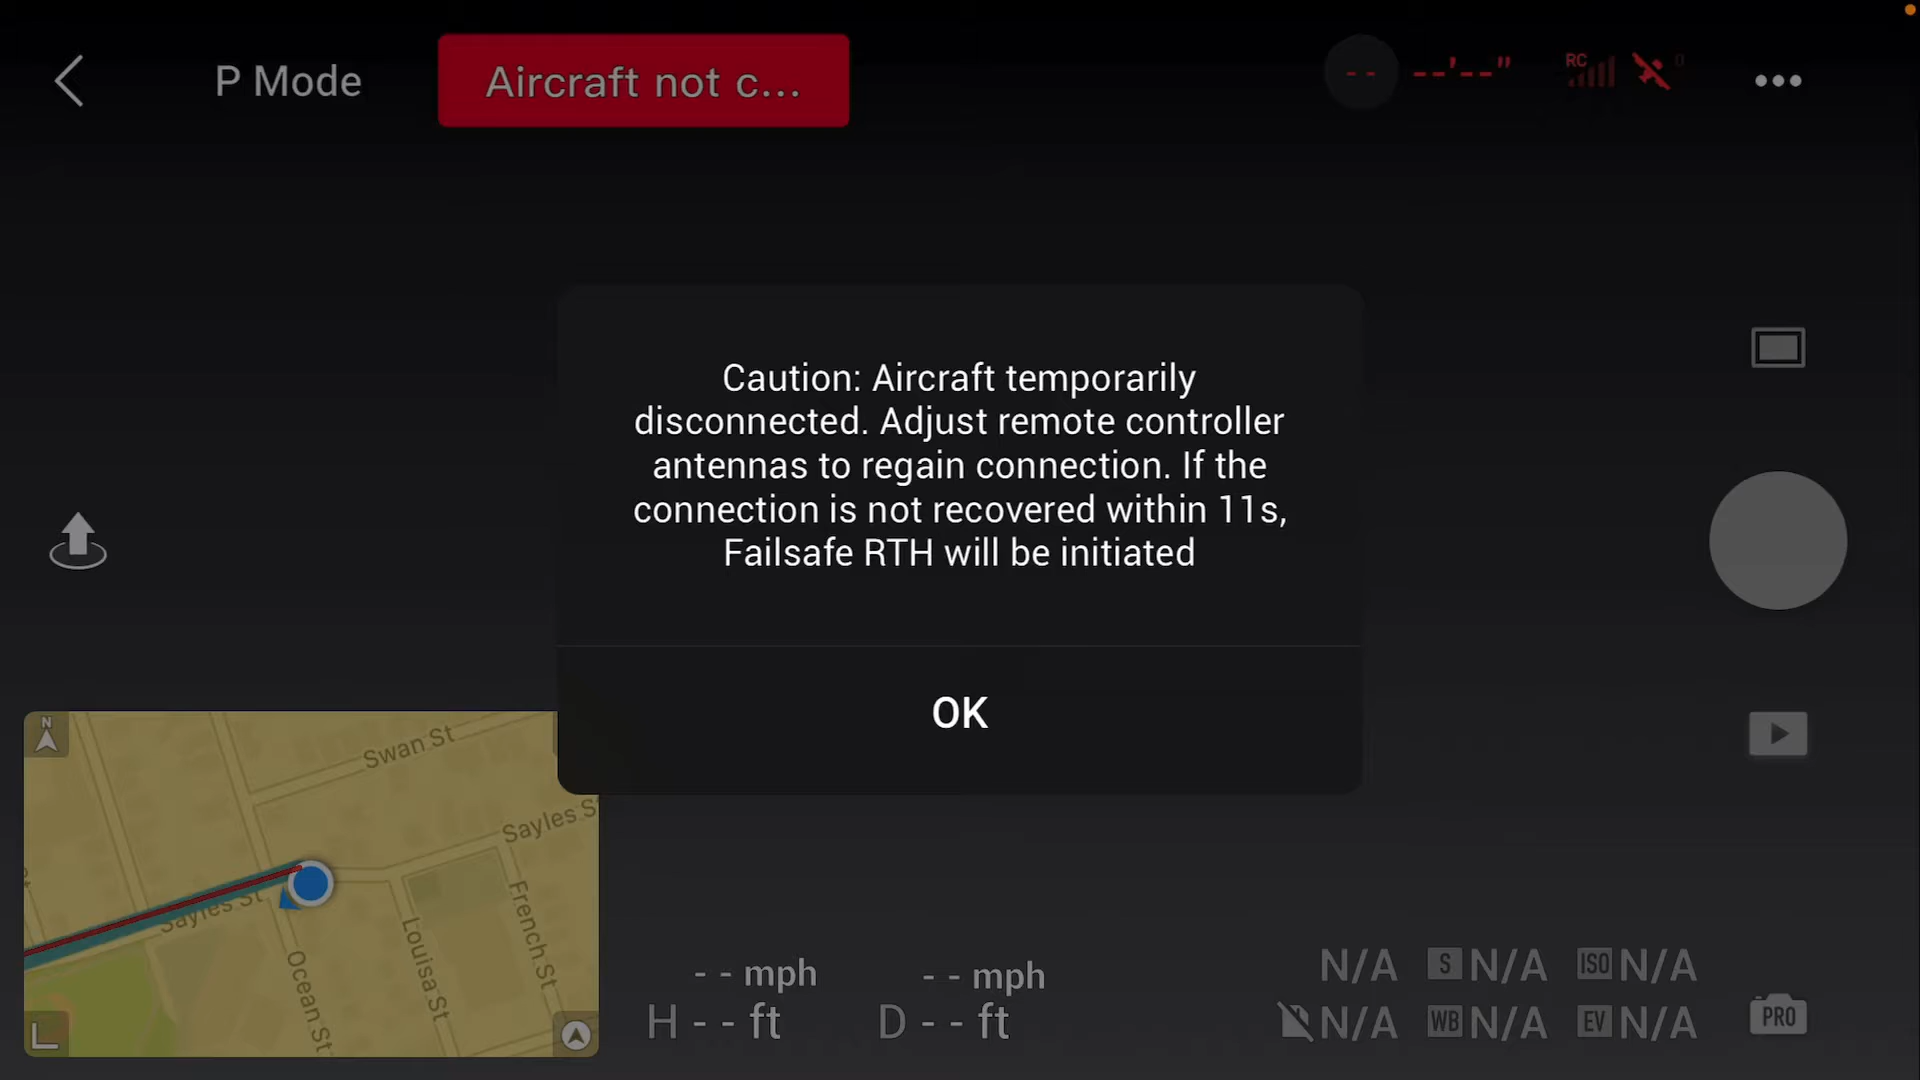 P Mode
Aircraft not c...
- -
--'--"
RC
0
Caution: Aircraft temporarily
disconnected. Adjust remote controller
antennas to regain connection. If the
connection is not recovered within 11s,
Failsafe RTH will be initiated
OK
N
Swan St
Sayles St
Sayles St
Ocean St
Louisa St
French St
L
- - mph
- - mph
H - - ft
D - - ft
N/A S N/A ISO N/A
N/A WB N/A EV N/A
PRO